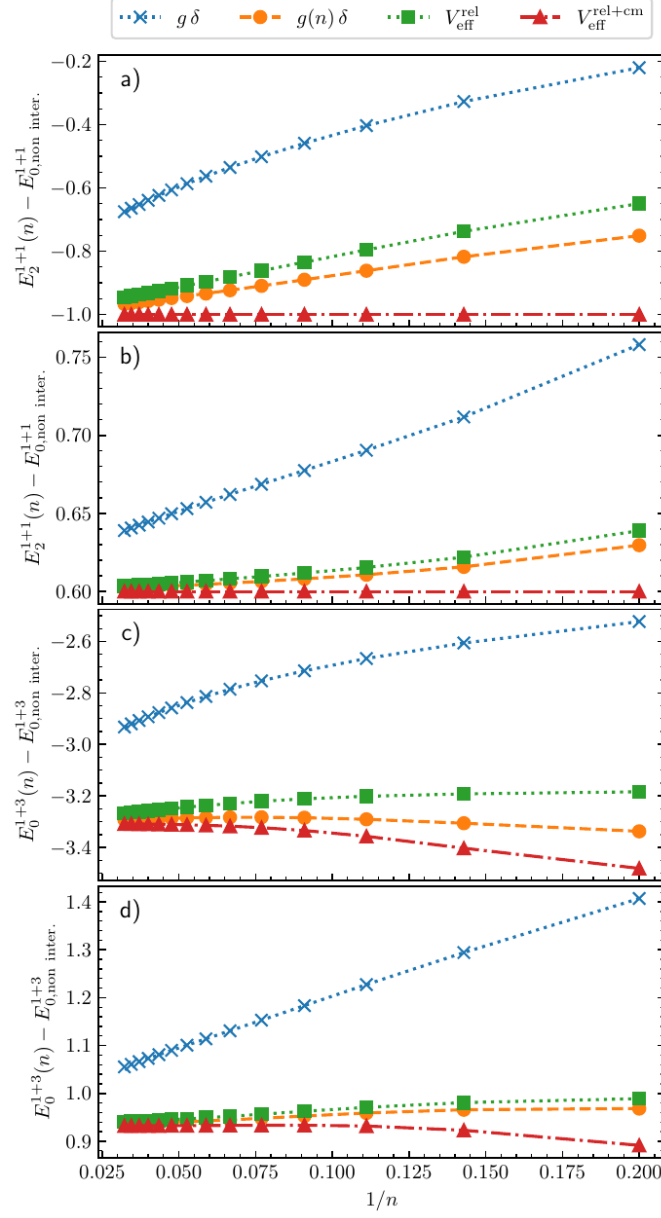 g δ g(n) δ V_eff^rel V_eff^rel+cm
a)
E_2^{1+1}(n) − E_{0,non inter.}^{1+1}
−0.2
−0.4
−0.6
−0.8
−1.0
b)
E_2^{1+1}(n) − E_{0,non inter.}^{1+1}
0.75
0.70
0.65
0.60
c)
E_0^{1+3}(n) − E_{0,non inter.}^{1+3}
−2.6
−2.8
−3.0
−3.2
−3.4
d)
E_0^{1+3}(n) − E_{0,non inter.}^{1+3}
1.4
1.3
1.2
1.1
1.0
0.9
0.025 0.050 0.075 0.100 0.125 0.150 0.175 0.200
1/n